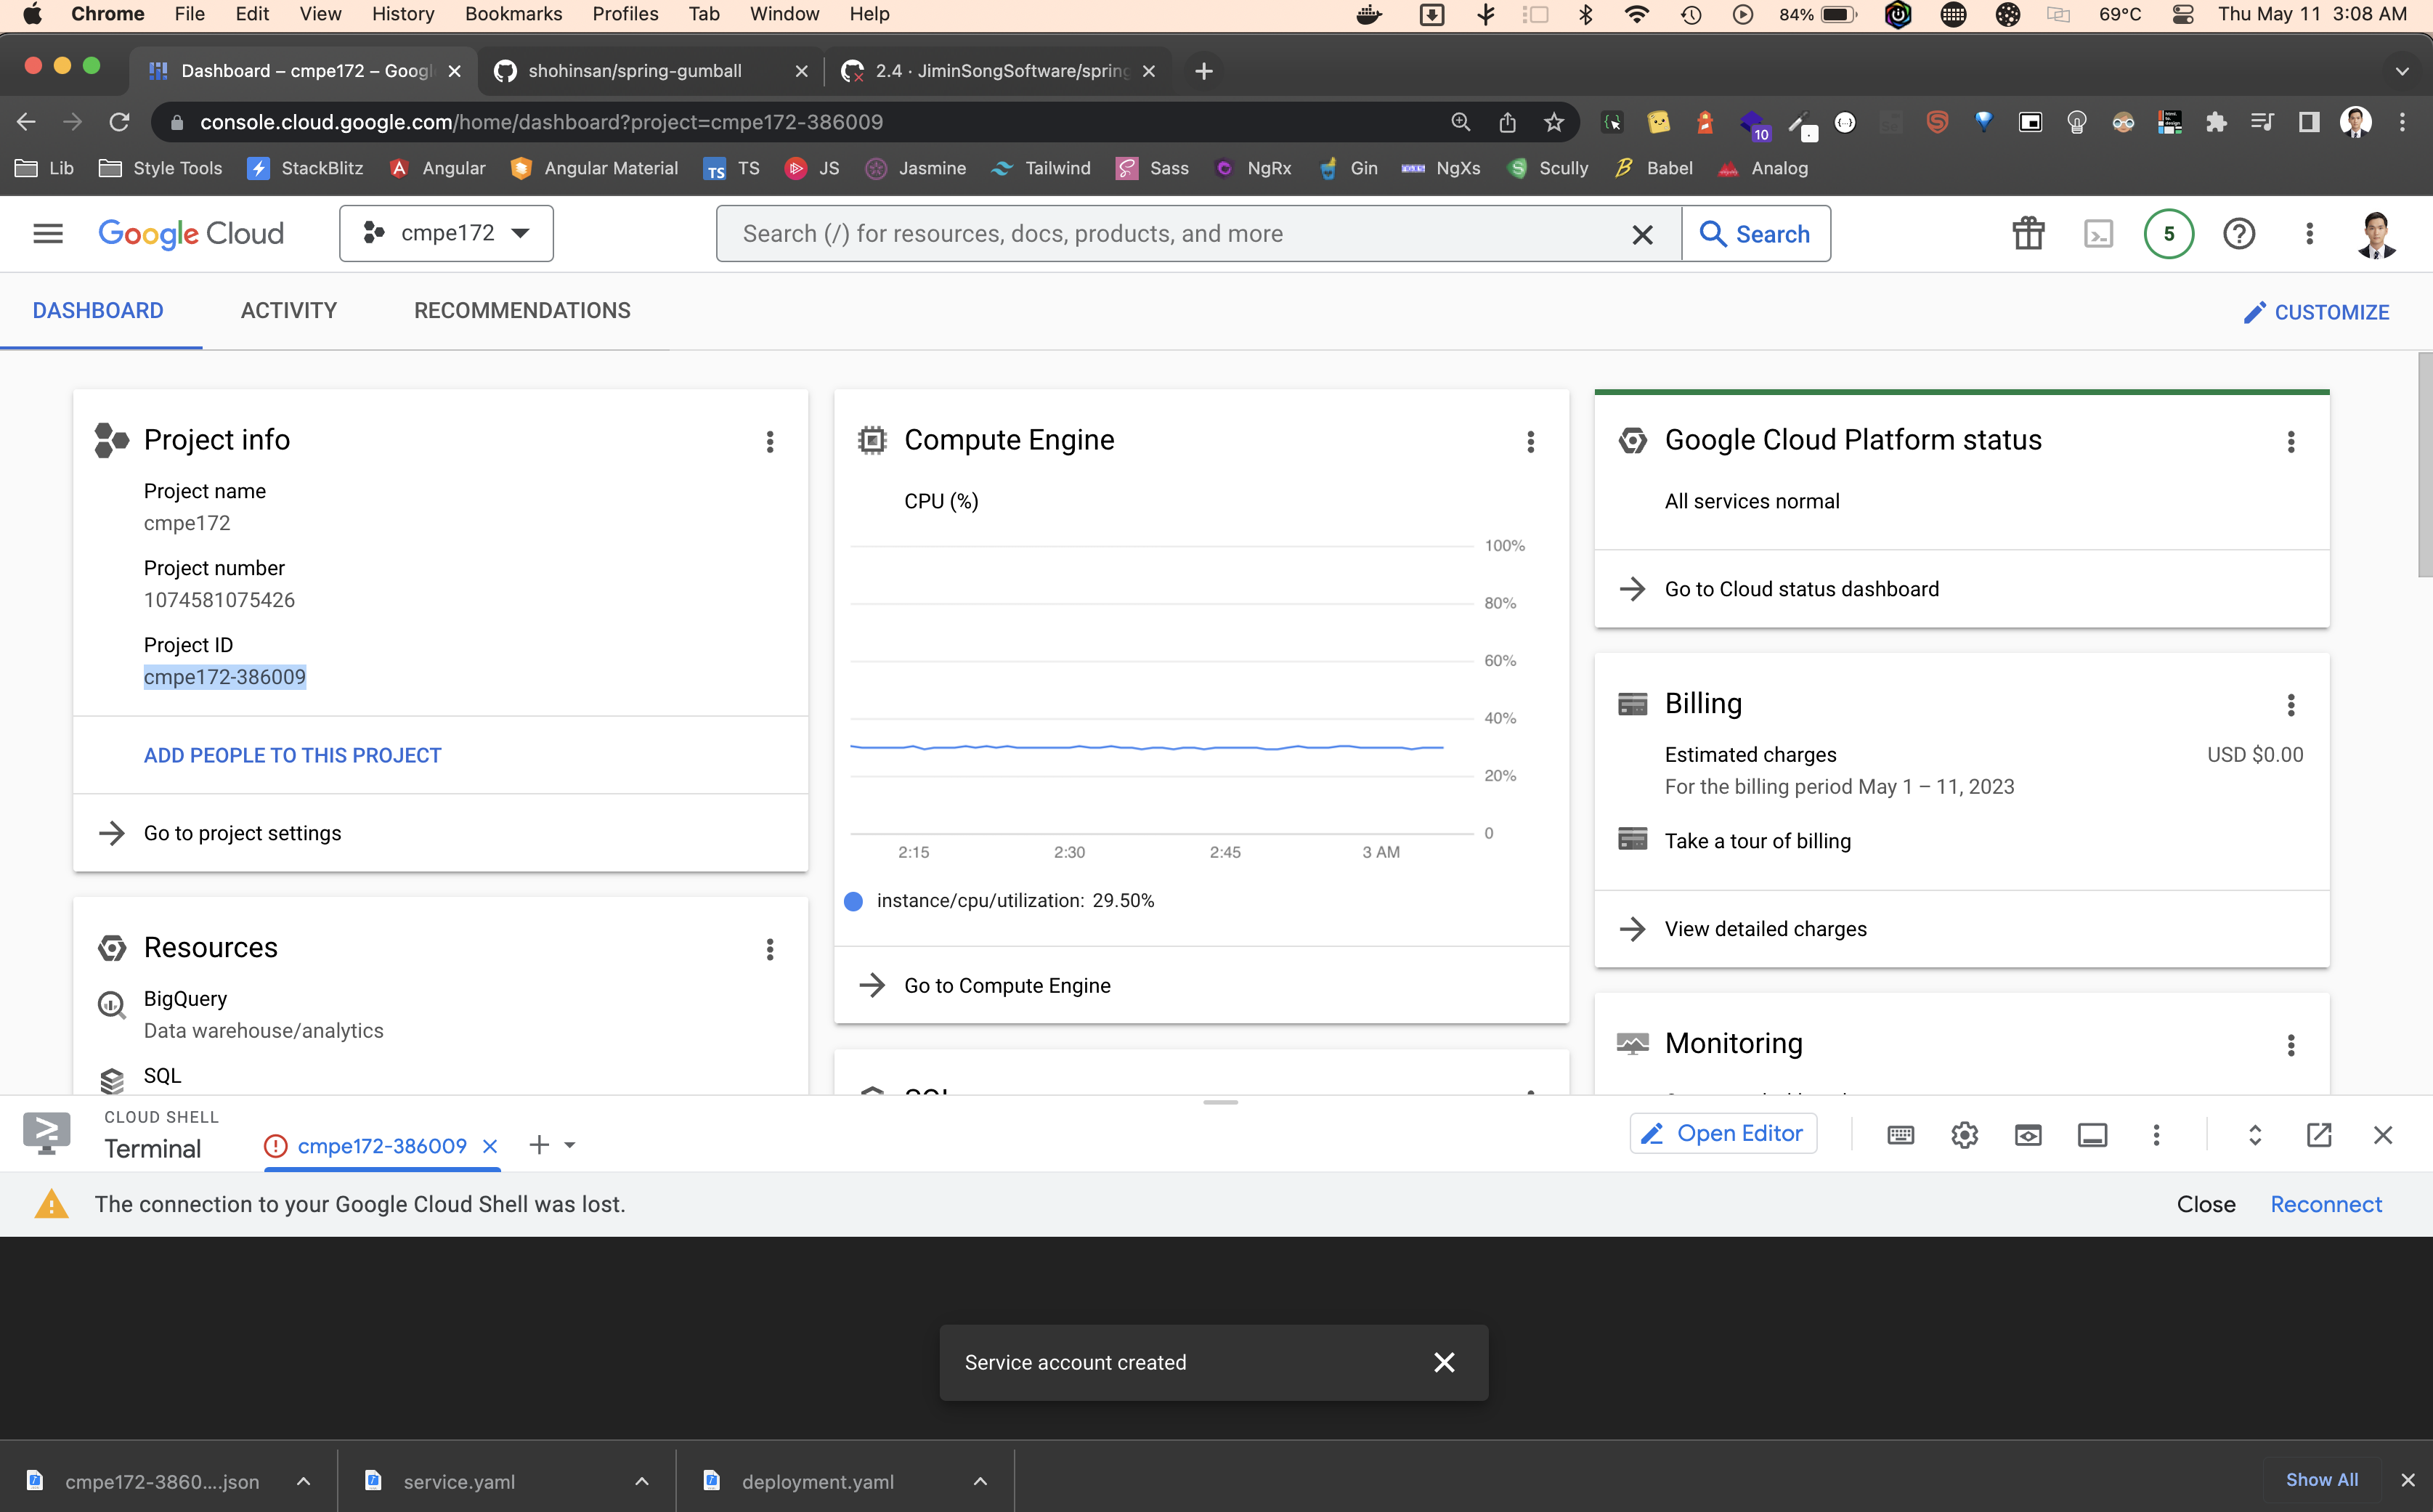 Chrome File Edit View History Bookmarks Profiles Tab Window Help 84% 69°C Thu May 11 3:08 AM
Dashboard – cmpe172 – Googl shohinsan/spring-gumball 2.4 · JiminSongSoftware/spring
console.cloud.google.com/home/dashboard?project=cmpe172-386009 10
Lib Style Tools StackBlitz Angular Angular Material TS TS JS Jasmine Tailwind Sass NgRx Gin NgXs Scully Babel Analog
Google Cloud cmpe172 Search (/) for resources, docs, products, and more Search 5
DASHBOARD ACTIVITY RECOMMENDATIONS CUSTOMIZE
Project info
Project name
cmpe172
Project number
1074581075426
Project ID
cmpe172-386009
ADD PEOPLE TO THIS PROJECT
Go to project settings
Resources
BigQuery
Data warehouse/analytics
SQL
Compute Engine
CPU (%)
100%
80%
60%
40%
20%
0
2:15 2:30 2:45 3 AM
instance/cpu/utilization: 29.50%
Go to Compute Engine
Google Cloud Platform status
All services normal
Go to Cloud status dashboard
Billing
Estimated charges USD $0.00
For the billing period May 1 – 11, 2023
Take a tour of billing
View detailed charges
Monitoring
CLOUD SHELL
Terminal cmpe172-386009 Open Editor
The connection to your Google Cloud Shell was lost. Close Reconnect
Service account created
cmpe172-3860....json service.yaml deployment.yaml Show All